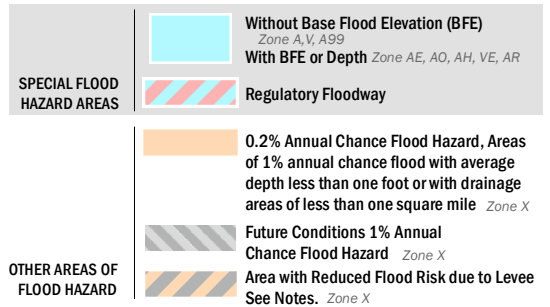 Without Base Flood Elevation (BFE)
Zone A,V, A99
With BFE or Depth Zone AE, AO, AH, VE, AR
SPECIAL FLOOD
HAZARD AREAS
Regulatory Floodway
0.2% Annual Chance Flood Hazard, Areas
of 1% annual chance flood with average
depth less than one foot or with drainage
areas of less than one square mile Zone X
Future Conditions 1% Annual
Chance Flood Hazard Zone X
OTHER AREAS OF
FLOOD HAZARD
Area with Reduced Flood Risk due to Levee
See Notes. Zone X